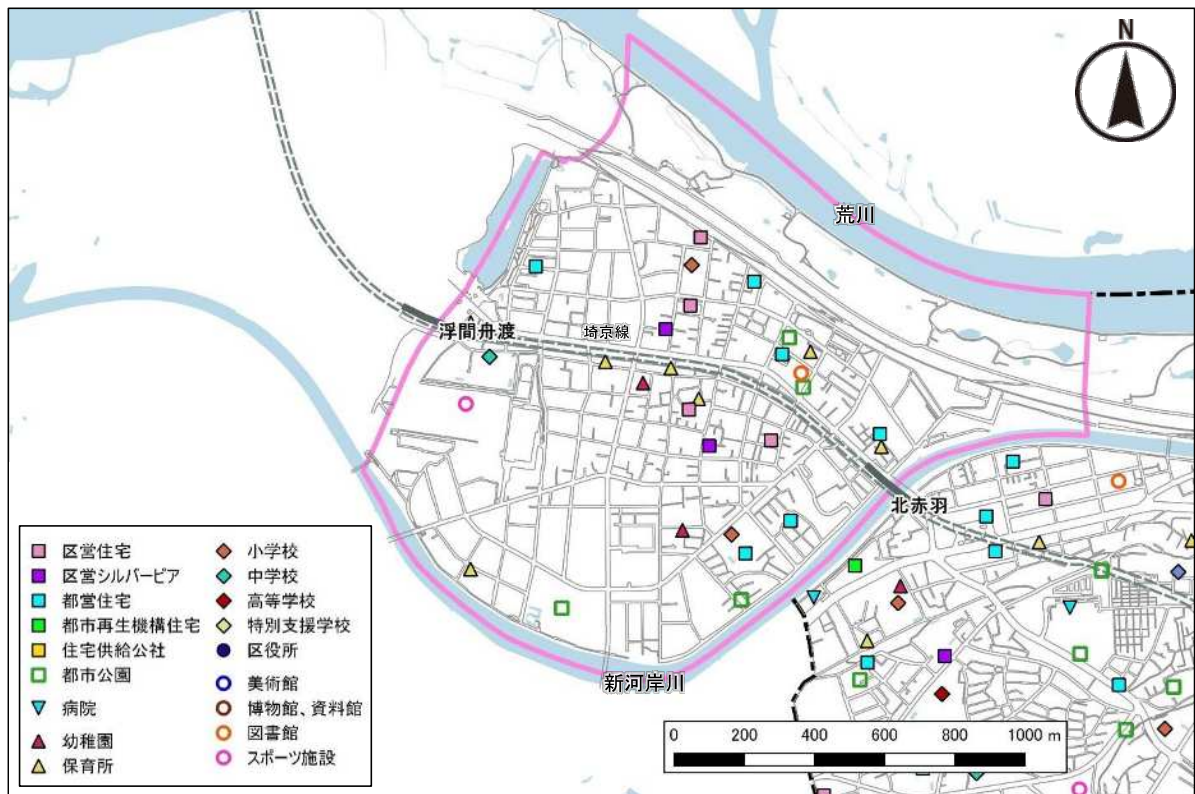 N
荒川
浮間舟渡
埼京線
北赤羽
新河岸川
区営住宅
区営シルバーピア
都営住宅
都市再生機構住宅
住宅供給公社
都市公園
病院
幼稚園
保育所
小学校
中学校
高等学校
特別支援学校
区役所
美術館
博物館、資料館
図書館
スポーツ施設
0 200 400 600 800 1000 m